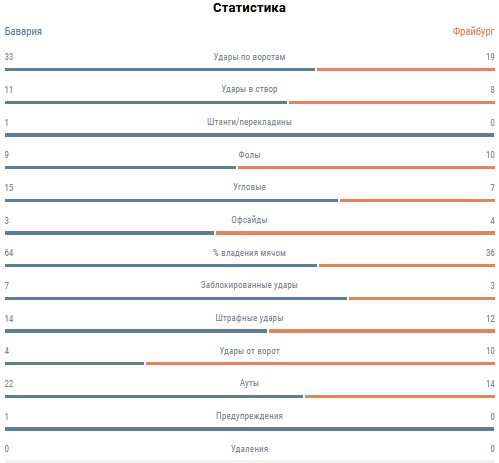 Статистика
Бавария Фрайбург
33 Удары по воротам 19
11 Удары в створ 8
1 Штанги/перекладины 0
9 Фолы 10
15 Угловые 7
3 Офсайды 4
64 % владения мячом 36
7 Заблокированные удары 3
14 Штрафные удары 12
4 Удары от ворот 10
22 Ауты 14
1 Предупреждения 0
0 Удаления 0